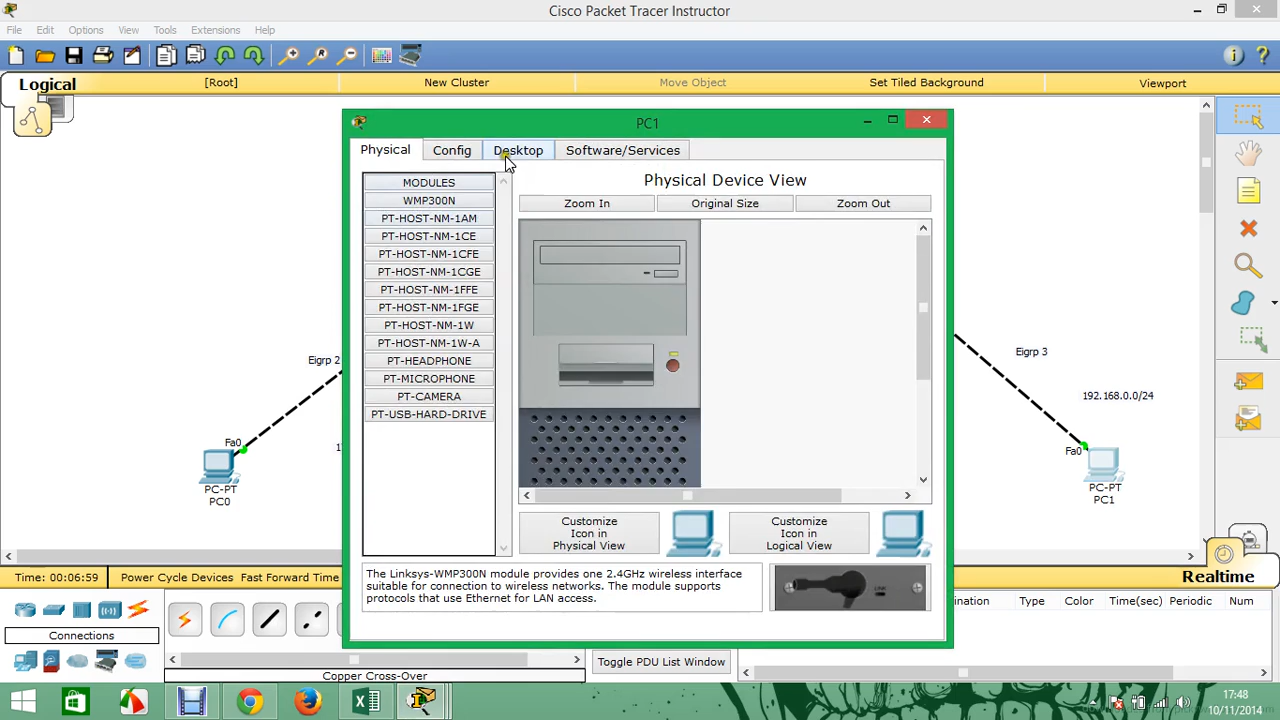 Cisco Packet Tracer Instructor
File Edit Options View Tools Extensions Help
Logical [Root] New Cluster Move Object Set Tiled Background Viewport
PC1
Physical Config Desktop Software/Services
MODULES
WMP300N
PT-HOST-NM-1AM
PT-HOST-NM-1CE
PT-HOST-NM-1CFE
PT-HOST-NM-1CGE
PT-HOST-NM-1FFE
PT-HOST-NM-1FGE
PT-HOST-NM-1W
PT-HOST-NM-1W-A
PT-HEADPHONE
PT-MICROPHONE
PT-CAMERA
PT-USB-HARD-DRIVE
Physical Device View
Zoom In Original Size Zoom Out
Customize
Icon in
Physical View
Customize
Icon in
Logical View
The Linksys-WMP300N module provides one 2.4GHz wireless interface
suitable for connection to wireless networks. The module supports
protocols that use Ethernet for LAN access.
LINK
Eigrp 2
Fa0
PC-PT
PC0
Eigrp 3
192.168.0.0/24
Fa0
PC-PT
PC1
Time: 00:06:59 Power Cycle Devices Fast Forward Time
Realtime
Connections
Copper Cross-Over
Toggle PDU List Window
ination Type Color Time(sec) Periodic Num
17:48
10/11/2014